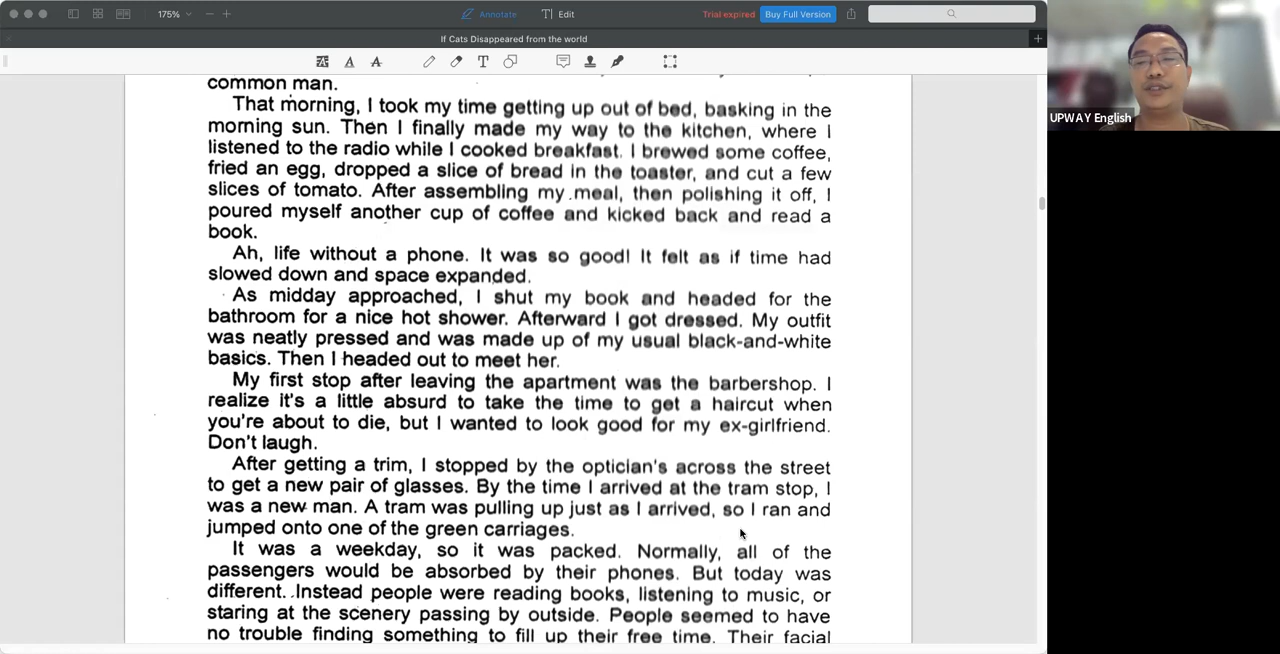 175%
Annotate
Edit
Trial expired
Buy Full Version
If Cats Disappeared from the world
common man.
That morning, I took my time getting up out of bed, basking in the
morning sun. Then I finally made my way to the kitchen, where I
listened to the radio while I cooked breakfast. I brewed some coffee,
fried an egg, dropped a slice of bread in the toaster, and cut a few
slices of tomato. After assembling my meal, then polishing it off, I
poured myself another cup of coffee and kicked back and read a
book.
Ah, life without a phone. It was so good! It felt as if time had
slowed down and space expanded.
As midday approached, I shut my book and headed for the
bathroom for a nice hot shower. Afterward I got dressed. My outfit
was neatly pressed and was made up of my usual black-and-white
basics. Then I headed out to meet her.
My first stop after leaving the apartment was the barbershop. I
realize it's a little absurd to take the time to get a haircut when
you're about to die, but I wanted to look good for my ex-girlfriend.
Don't laugh.
After getting a trim, I stopped by the optician's across the street
to get a new pair of glasses. By the time I arrived at the tram stop, I
was a new man. A tram was pulling up just as I arrived, so I ran and
jumped onto one of the green carriages.
It was a weekday, so it was packed. Normally, all of the
passengers would be absorbed by their phones. But today was
different. Instead people were reading books, listening to music, or
staring at the scenery passing by outside. People seemed to have
no trouble finding something to fill up their free time. Their facial
UPWAY English